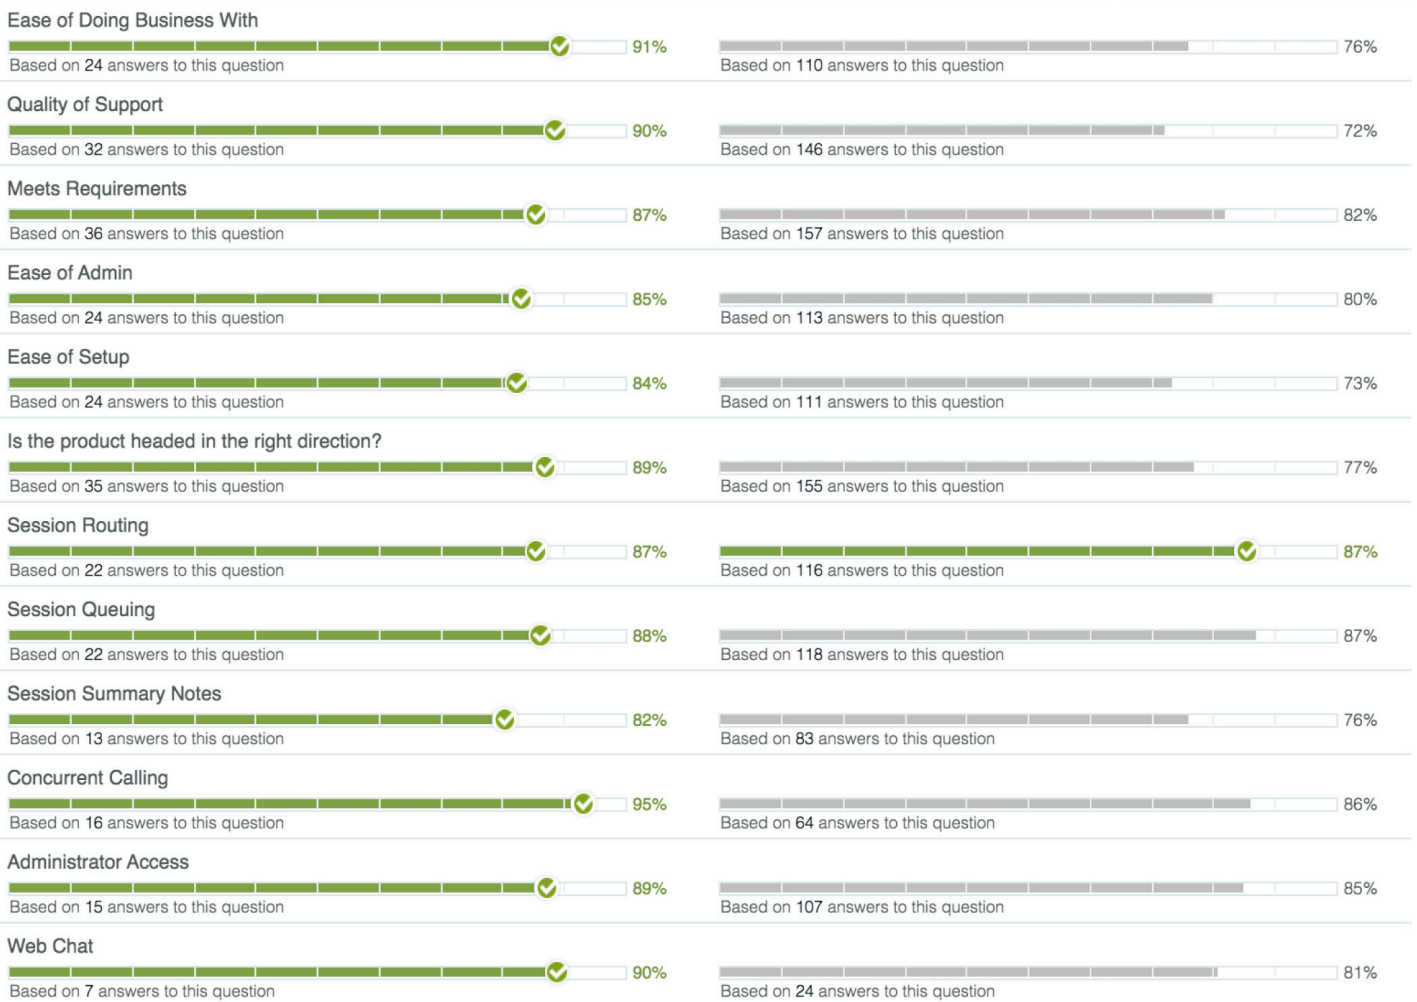 Ease of Doing Business With
91% 76%
Based on 24 answers to this question Based on 110 answers to this question
Quality of Support
90% 72%
Based on 32 answers to this question Based on 146 answers to this question
Meets Requirements
87% 82%
Based on 36 answers to this question Based on 157 answers to this question
Ease of Admin
85% 80%
Based on 24 answers to this question Based on 113 answers to this question
Ease of Setup
84% 73%
Based on 24 answers to this question Based on 111 answers to this question
Is the product headed in the right direction?
89% 77%
Based on 35 answers to this question Based on 155 answers to this question
Session Routing
87% 87%
Based on 22 answers to this question Based on 116 answers to this question
Session Queuing
88% 87%
Based on 22 answers to this question Based on 118 answers to this question
Session Summary Notes
82% 76%
Based on 13 answers to this question Based on 83 answers to this question
Concurrent Calling
95% 86%
Based on 16 answers to this question Based on 64 answers to this question
Administrator Access
89% 85%
Based on 15 answers to this question Based on 107 answers to this question
Web Chat
90% 81%
Based on 7 answers to this question Based on 24 answers to this question